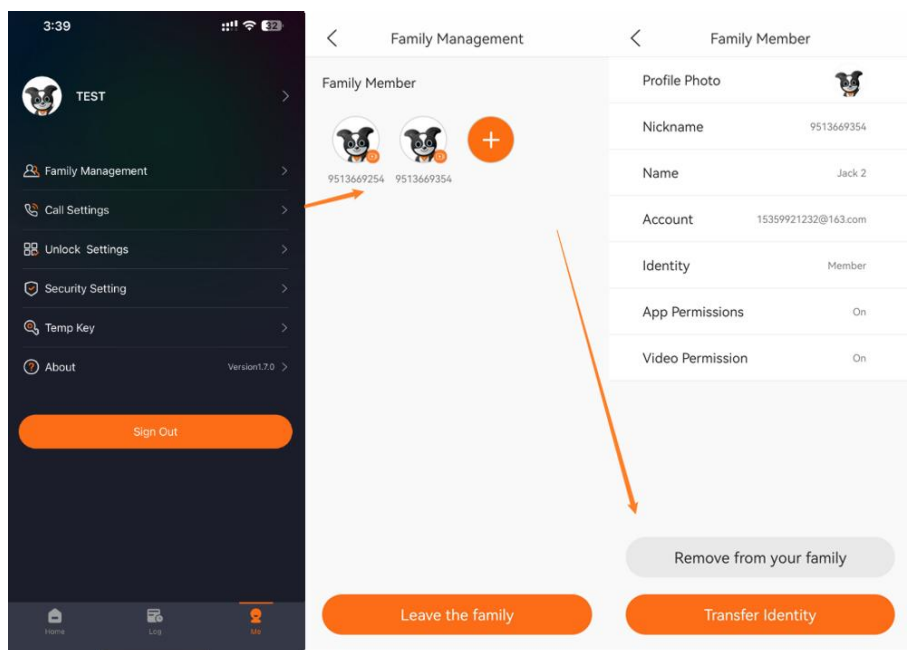 3:39
32
TEST
Family Management
Call Settings
Unlock Settings
Security Setting
Temp Key
About
Version1.7.0
Sign Out
Home
Log
Me
Family Management
Family Member
9513669254
9513669354
Leave the family
Family Member
Profile Photo
Nickname
9513669354
Name
Jack 2
Account
15359921232@163.com
Identity
Member
App Permissions
On
Video Permission
On
Remove from your family
Transfer Identity